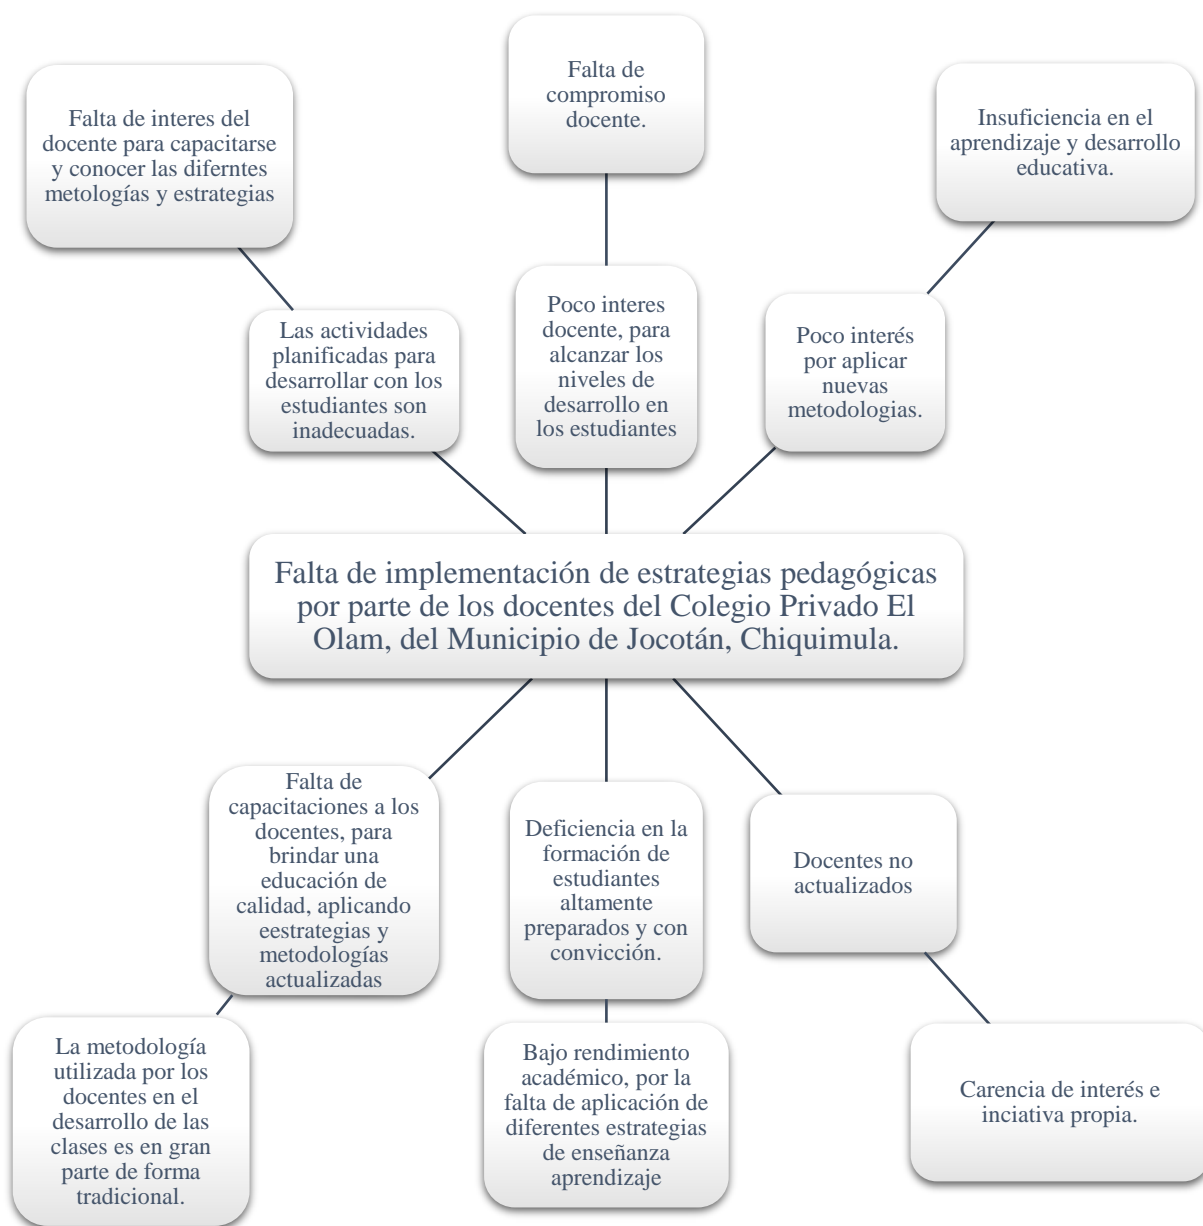 Falta de
compromiso
docente.
Falta de interes del
docente para capacitarse
y conocer las diferntes
metologías y estrategias
Insuficiencia en el
aprendizaje y desarrollo
educativa.
Las actividades
planificadas para
desarrollar con los
estudiantes son
inadecuadas.
Poco interes
docente, para
alcanzar los
niveles de
desarrollo en
los estudiantes
Poco interés
por aplicar
nuevas
metodologias.
Falta de implementación de estrategias pedagógicas
por parte de los docentes del Colegio Privado El
Olam, del Municipio de Jocotán, Chiquimula.
Falta de
capacitaciones a los
docentes, para
brindar una
educación de
calidad, aplicando
eestrategias y
metodologías
actualizadas
Deficiencia en la
formación de
estudiantes
altamente
preparados y con
convicción.
Docentes no
actualizados
La metodología
utilizada por los
docentes en el
desarrollo de las
clases es en gran
parte de forma
tradicional.
Bajo rendimiento
académico, por la
falta de aplicación de
diferentes estrategias
de enseñanza
aprendizaje
Carencia de interés e
inciativa propia.